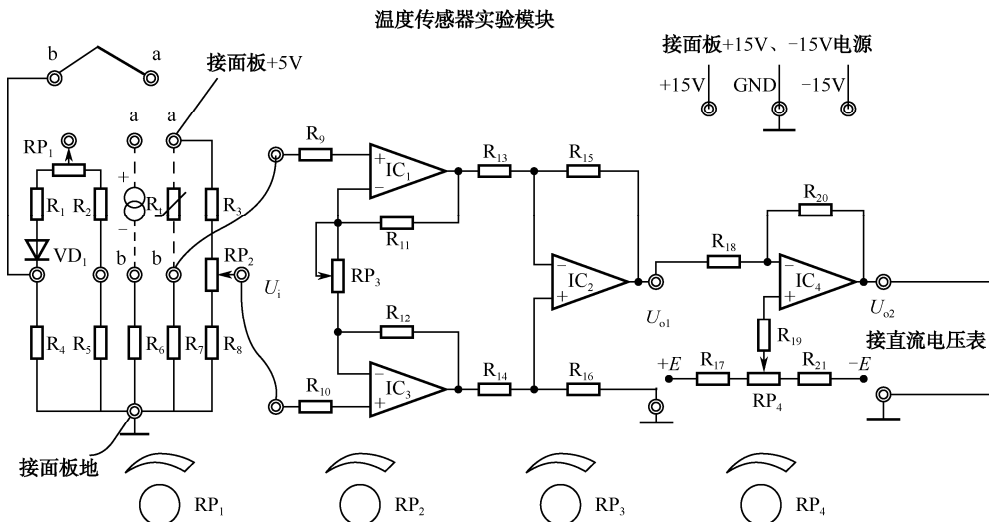 温度传感器实验模块
b
a
接面板+5V
接面板+15V、-15V电源
+15V
GND
-15V
a
a
RP1
R1
R2
+
-
Rt
R3
VD1
b
b
RP2
Ui
R4
R5
R6
R7
R8
接面板地
R9
+
-
IC1
R11
RP3
R12
R10
-
+
IC3
R13
R15
-
+
IC2
R14
R16
Uo1
R18
R20
-
+
IC4
R19
Uo2
接直流电压表
+E
R17
R21
-E
RP4
RP1
RP2
RP3
RP4